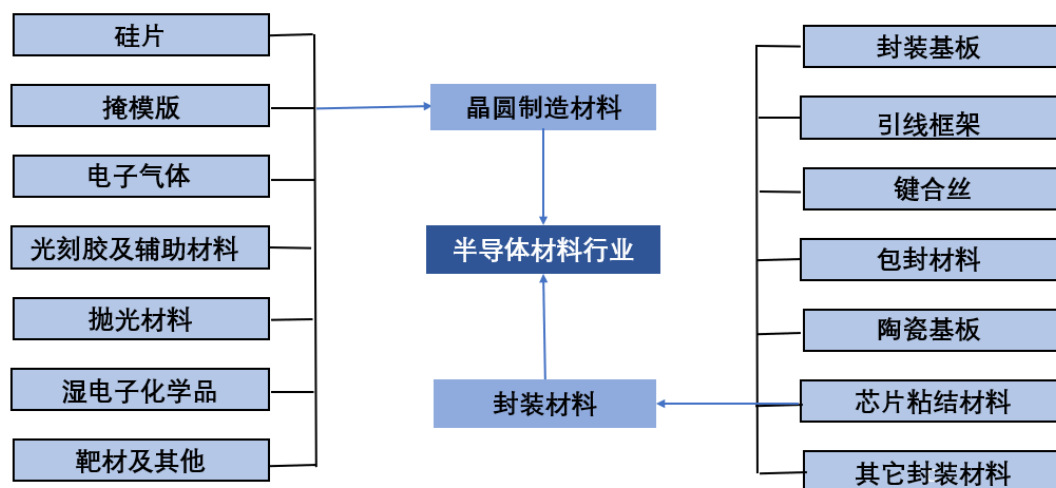 硅片
掩模版
电子气体
光刻胶及辅助材料
抛光材料
湿电子化学品
靶材及其他
晶圆制造材料
半导体材料行业
封装材料
封装基板
引线框架
键合丝
包封材料
陶瓷基板
芯片粘结材料
其它封装材料